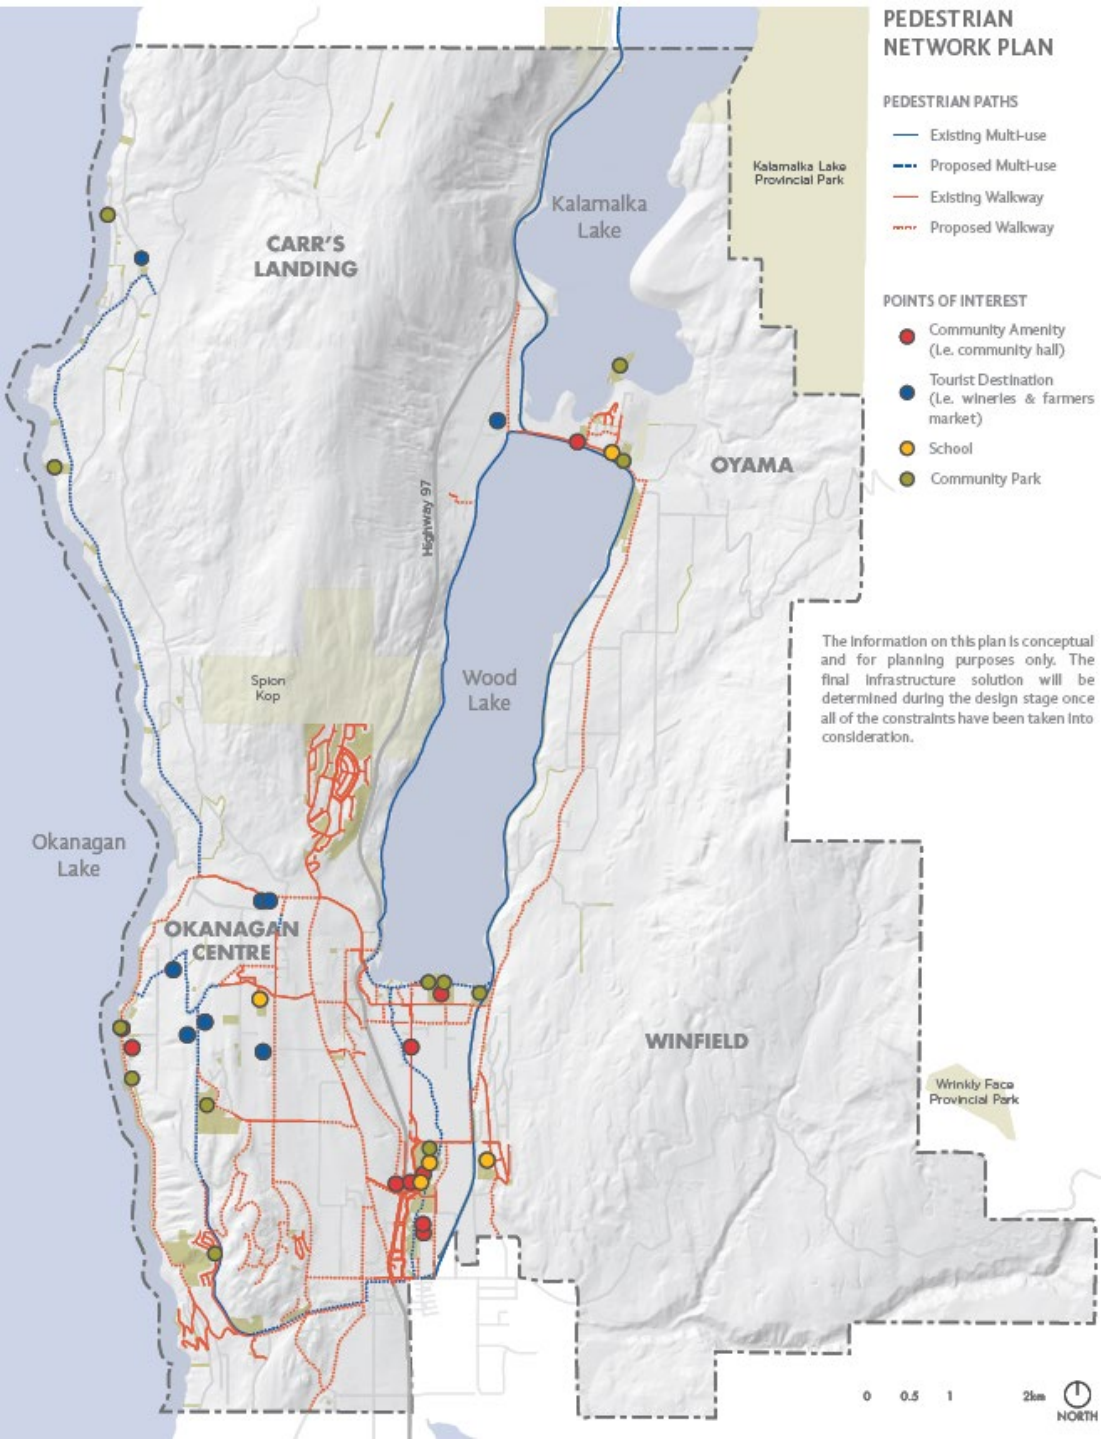 PEDESTRIAN
NETWORK PLAN
PEDESTRIAN PATHS
Existing Multi-use
Proposed Multi-use
Existing Walkway
Proposed Walkway
POINTS OF INTEREST
Community Amenity
(i.e. community hall)
Tourist Destination
(i.e. wineries & farmers
market)
School
Community Park
Kalamalka Lake
Provincial Park
Kalamalka
Lake
CARR'S
LANDING
OYAMA
Highway 97
The information on this plan is conceptual
and for planning purposes only. The
final infrastructure solution will be
determined during the design stage once
all of the constraints have been taken into
consideration.
Spion
Kop
Wood
Lake
Okanagan
Lake
OKANAGAN
CENTRE
WINFIELD
Wrinkly Face
Provincial Park
0 0.5 1 2km
NORTH